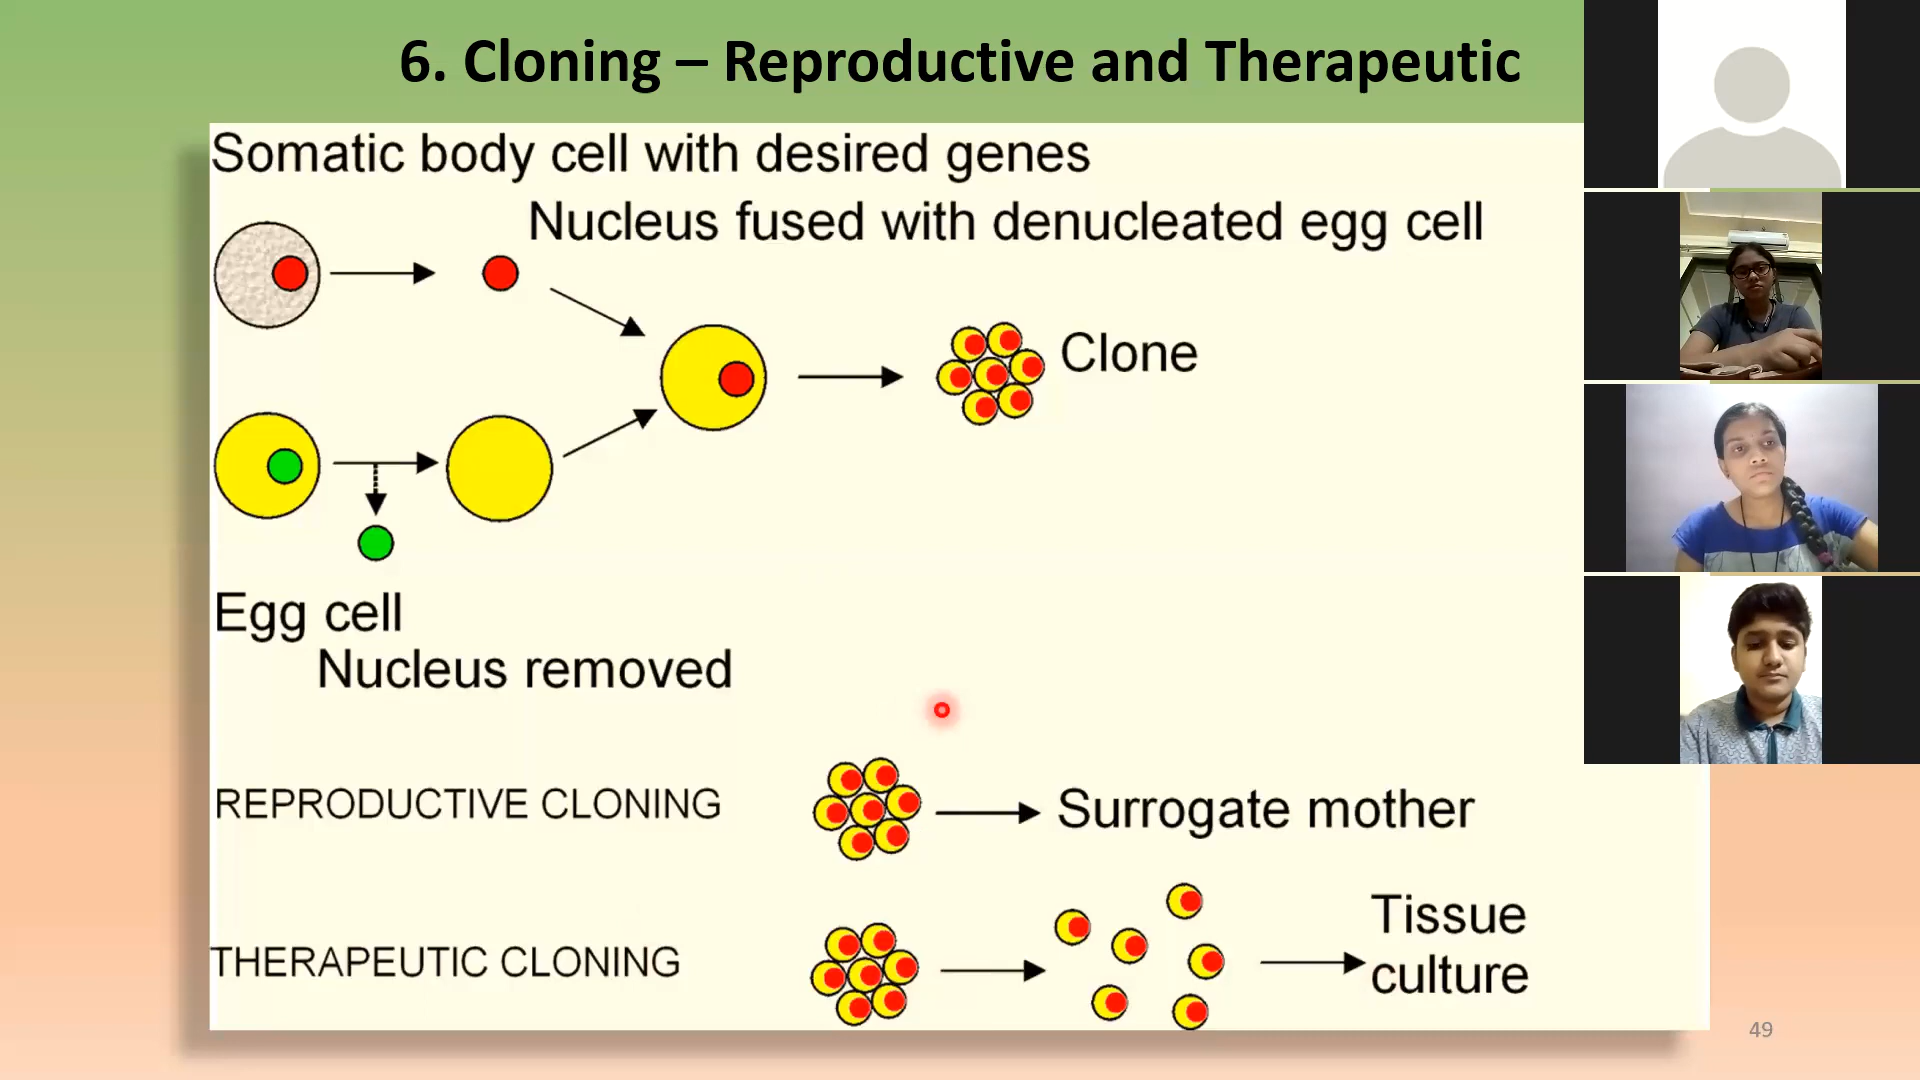 6. Cloning – Reproductive and Therapeutic
Somatic body cell with desired genes
Nucleus fused with denucleated egg cell
Clone
Egg cell
Nucleus removed
REPRODUCTIVE CLONING
Surrogate mother
THERAPEUTIC CLONING
Tissue
culture
49